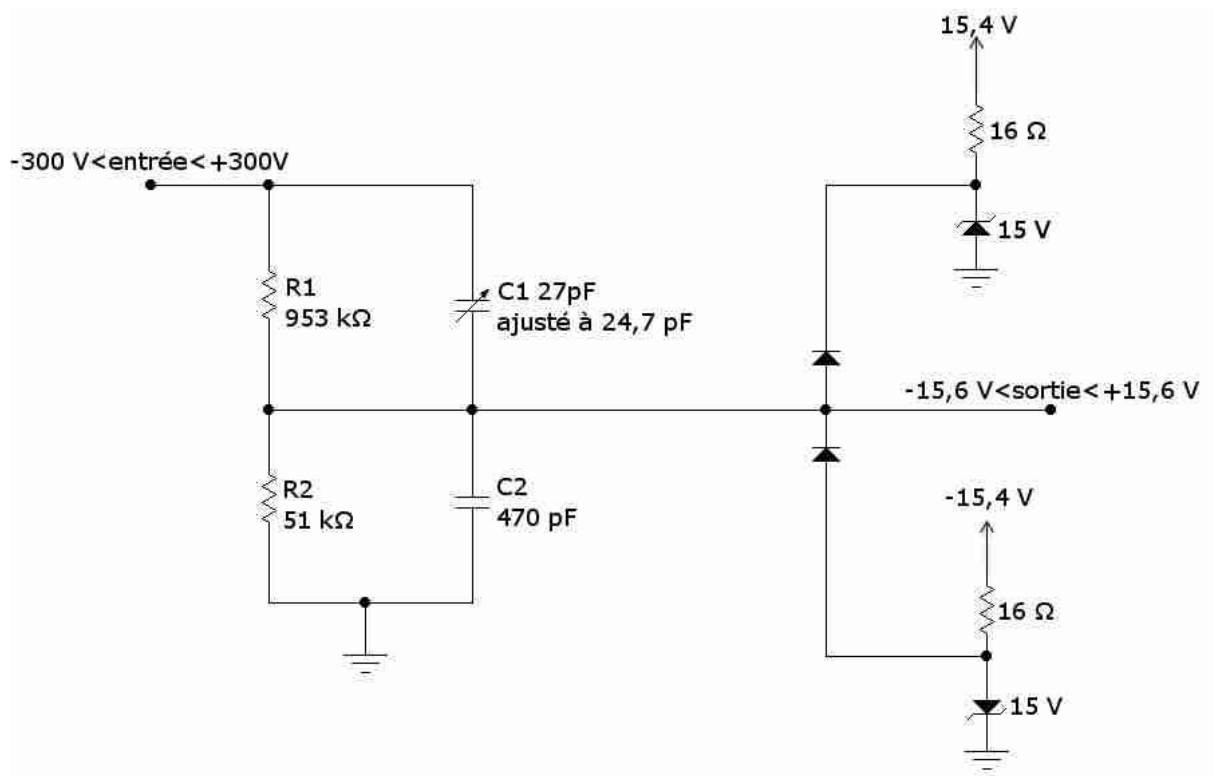 15,4 V
16 Ω
-300 V<entrée<+300V
15 V
R1
953 kΩ
C1 27pF
ajusté à 24,7 pF
-15,6 V<sortie<+15,6 V
R2
51 kΩ
C2
470 pF
-15,4 V
16 Ω
15 V